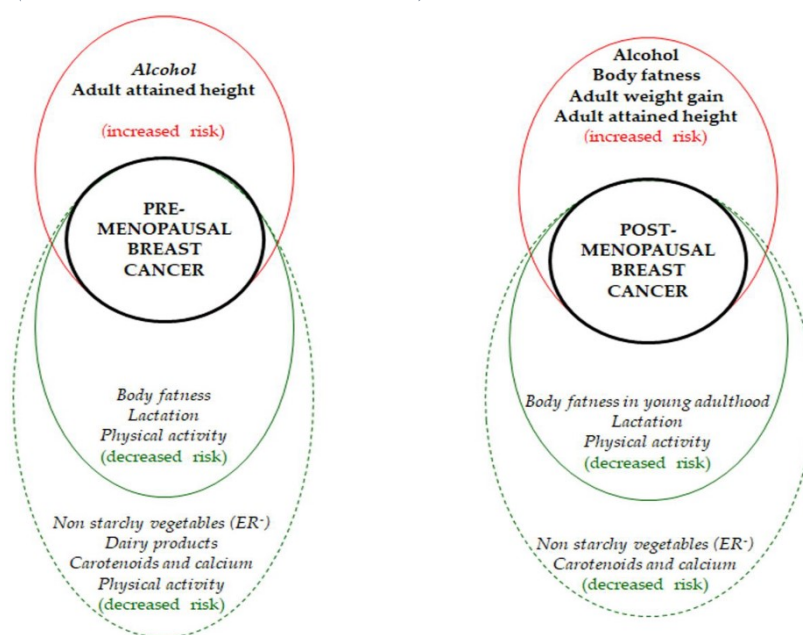 Alcohol
Adult attained height
(increased risk)
PRE-
MENOPAUSAL
BREAST
CANCER
Body fatness
Lactation
Physical activity
(decreased risk)
Non starchy vegetables (ER-)
Dairy products
Carotenoids and calcium
Physical activity
(decreased risk)
Alcohol
Body fatness
Adult weight gain
Adult attained height
(increased risk)
POST-
MENOPAUSAL
BREAST
CANCER
Body fatness in young adulthood
Lactation
Physical activity
(decreased risk)
Non starchy vegetables (ER-)
Carotenoids and calcium
(decreased risk)